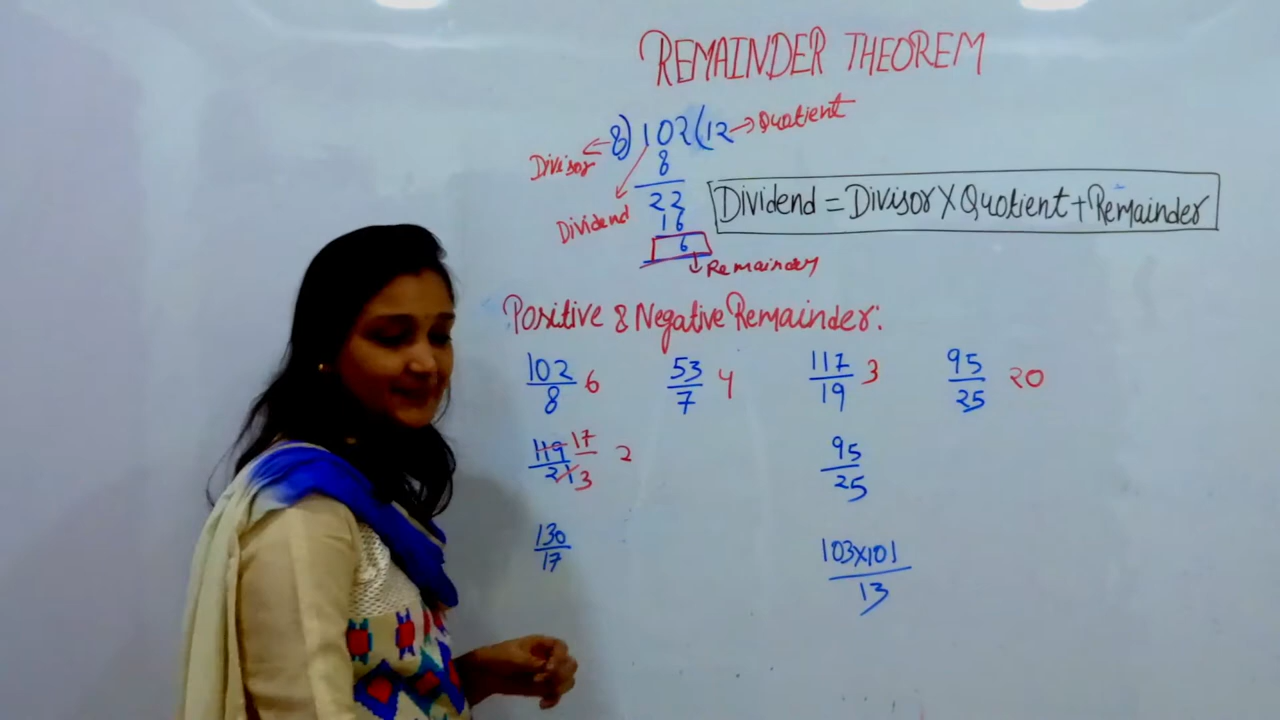 REMAINDER THEOREM
8) 102 (12 → Quotient
Divisor
8
22
Dividend
16
6
Remainder
Dividend = Divisor X Quotient + Remainder
Positive & Negative Remainder:
102/8 6 53/7 4 117/19 3 95/25 20
119/21 17/3 2 95/25
130/17 103x101/13